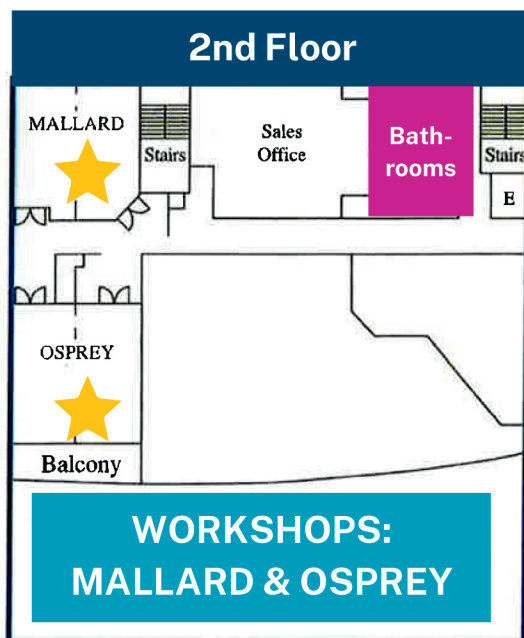 2nd Floor
MALLARD
Stairs
Sales
Office
Bath-
rooms
Stairs
E
OSPREY
Balcony
WORKSHOPS:
MALLARD & OSPREY